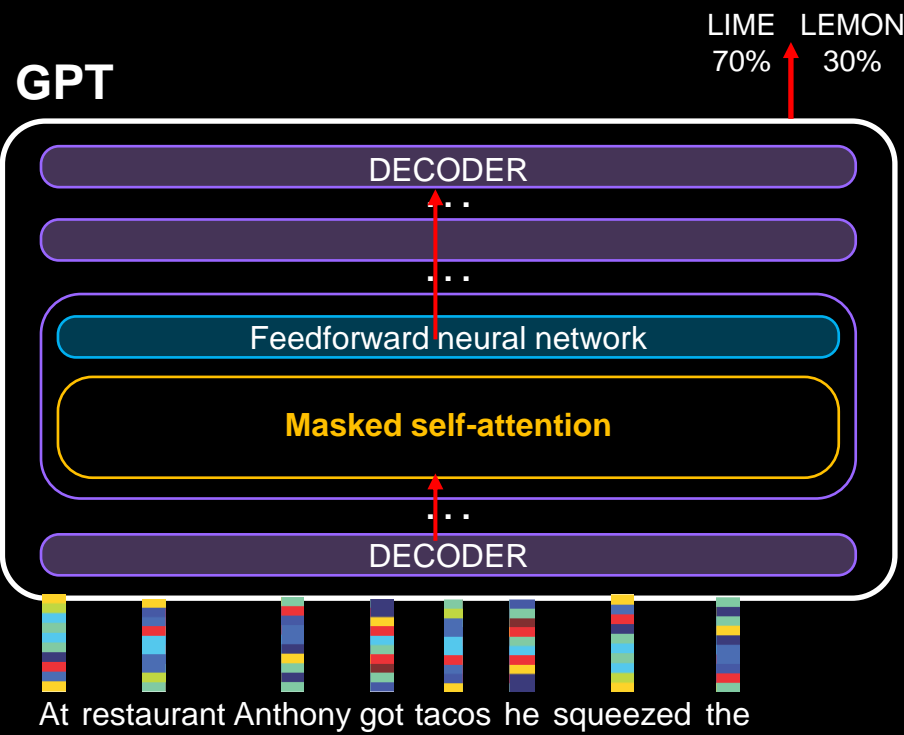 LIME LEMON
70% 30%
GPT
DECODER
...
...
Feedforward neural network
Masked self-attention
...
DECODER
At restaurant Anthony got tacos he squeezed the